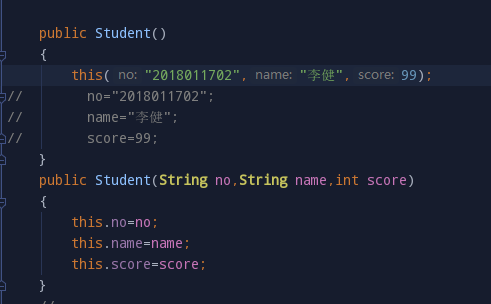 public Student()
{
this( no: "2018011702", name: "李健", score: 99);
// no="2018011702";
// name="李健";
// score=99;
}
public Student(String no,String name,int score)
{
this.no=no;
this.name=name;
this.score=score;
}
//